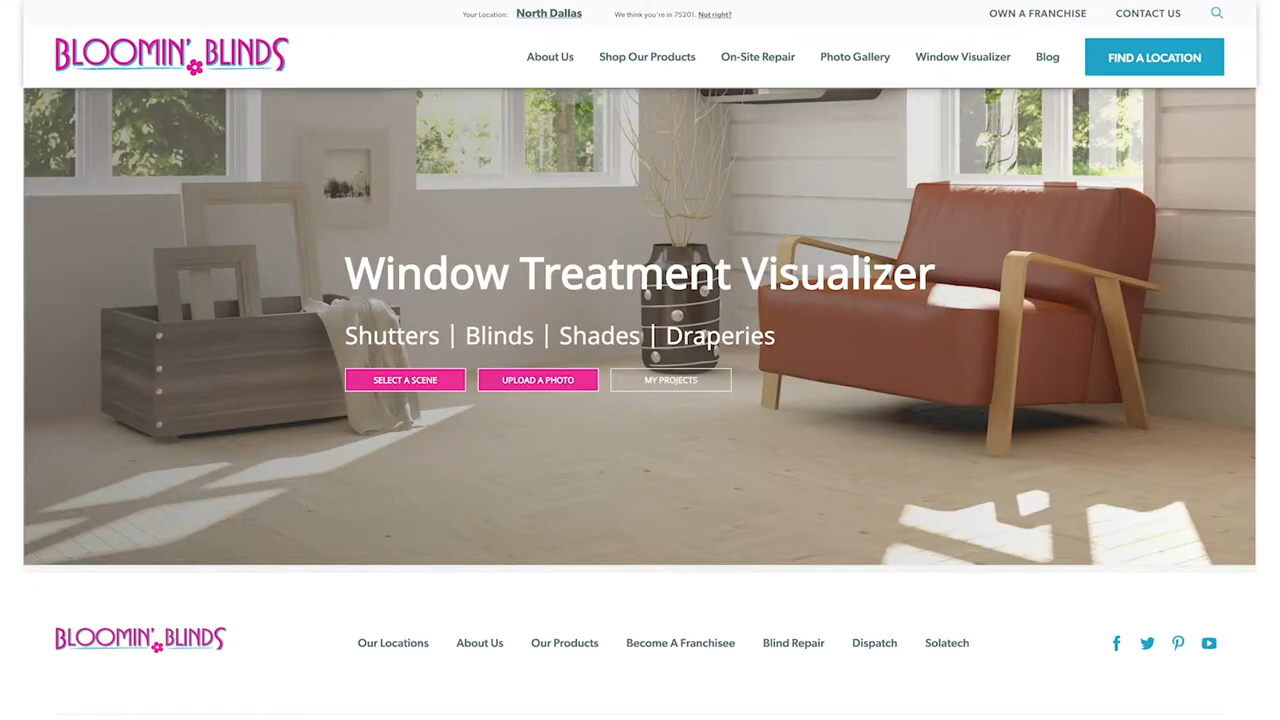 Your Location: North Dallas We think you're in 75201. Not right? OWN A FRANCHISE CONTACT US
BLOOMIN' BLINDS
About Us Shop Our Products On-Site Repair Photo Gallery Window Visualizer Blog FIND A LOCATION
Window Treatment Visualizer
Shutters | Blinds | Shades | Draperies
SELECT A SCENE UPLOAD A PHOTO MY PROJECTS
BLOOMIN' BLINDS Our Locations About Us Our Products Become A Franchisee Blind Repair Dispatch Solatech